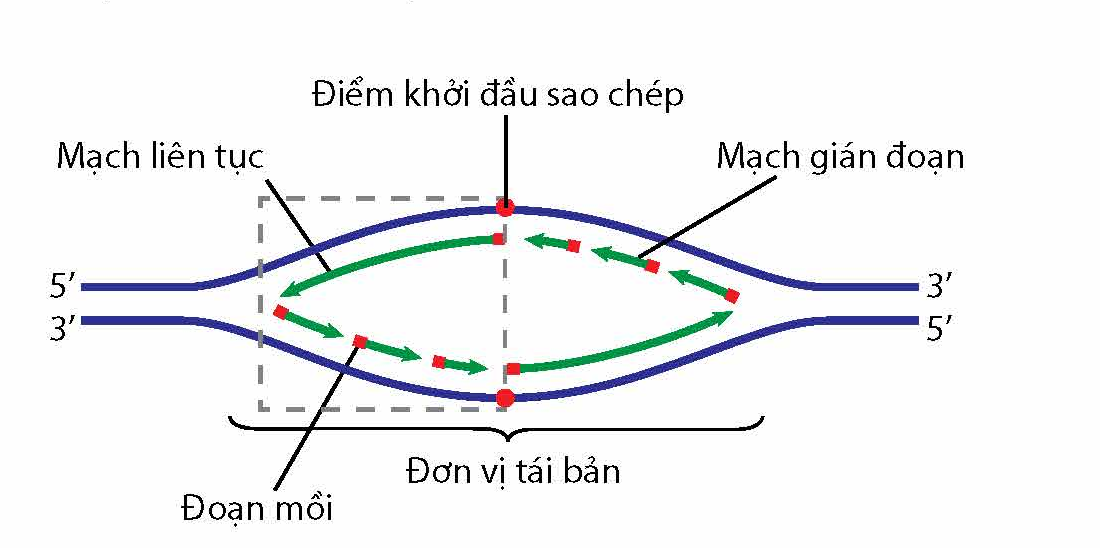 Điểm khởi đầu sao chép
Mạch liên tục
Mạch gián đoạn
5’
3’
3’
5’
Đơn vị tái bản
Đoạn mồi